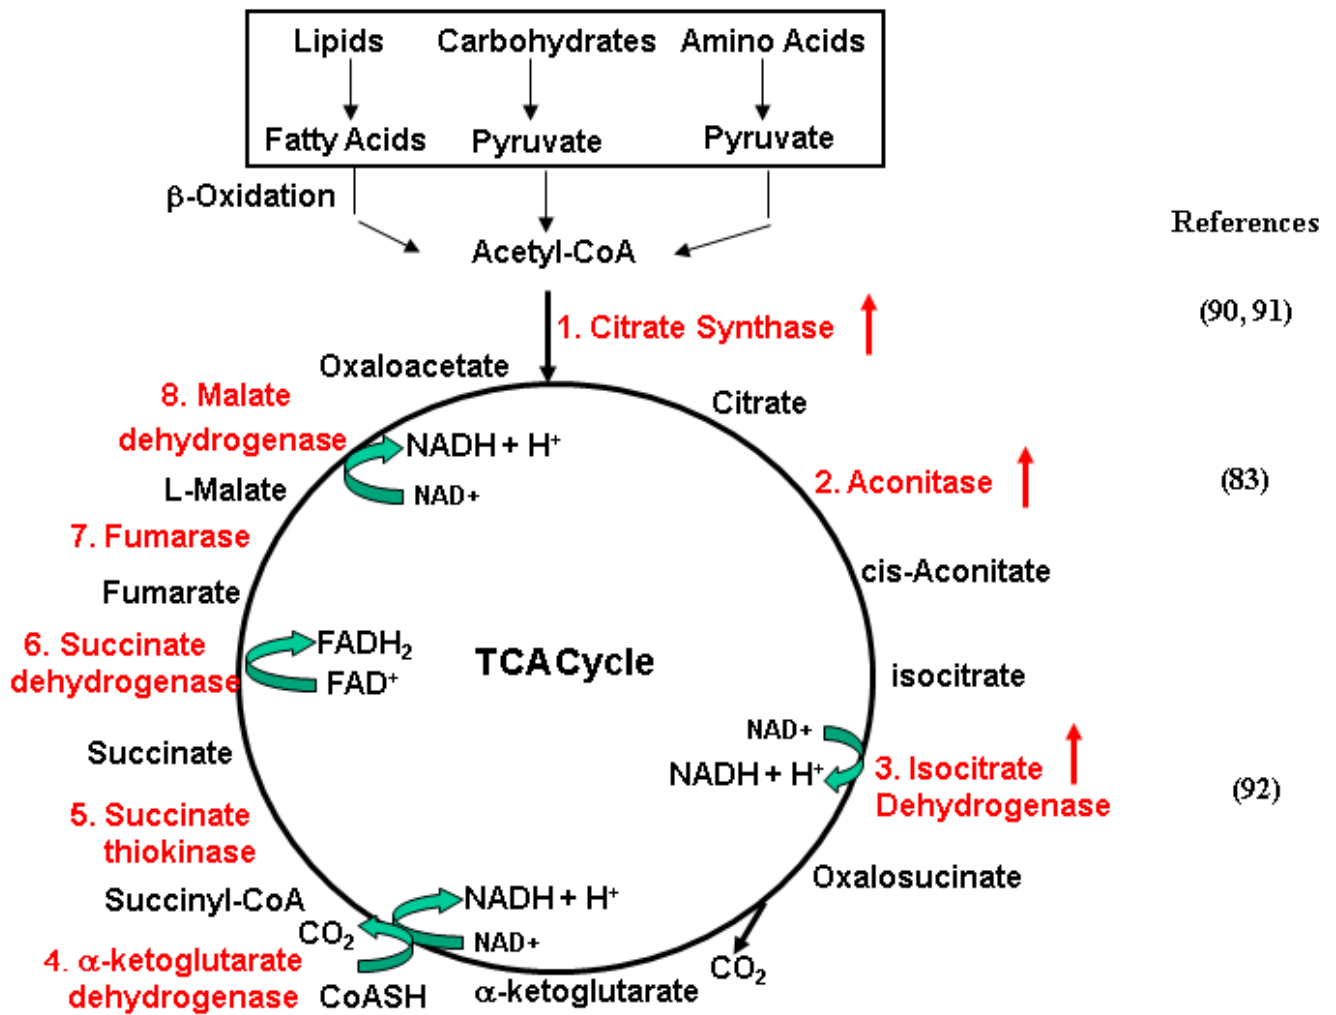 Lipids Carbohydrates Amino Acids
Fatty Acids Pyruvate Pyruvate
β-Oxidation
References
Acetyl-CoA
1. Citrate Synthase
(90, 91)
Oxaloacetate
Citrate
8. Malate
dehydrogenase
NADH + H⁺
NAD+
L-Malate
2. Aconitase
(83)
7. Fumarase
cis-Aconitate
Fumarate
6. Succinate
dehydrogenase
FADH₂
FAD⁺
TCA Cycle
isocitrate
NAD+
NADH + H⁺
3. Isocitrate
Dehydrogenase
(92)
Succinate
5. Succinate
thiokinase
Oxalosucinate
Succinyl-CoA
NADH + H⁺
CO₂
NAD+
4. α-ketoglutarate
dehydrogenase
CoASH
α-ketoglutarate
CO₂